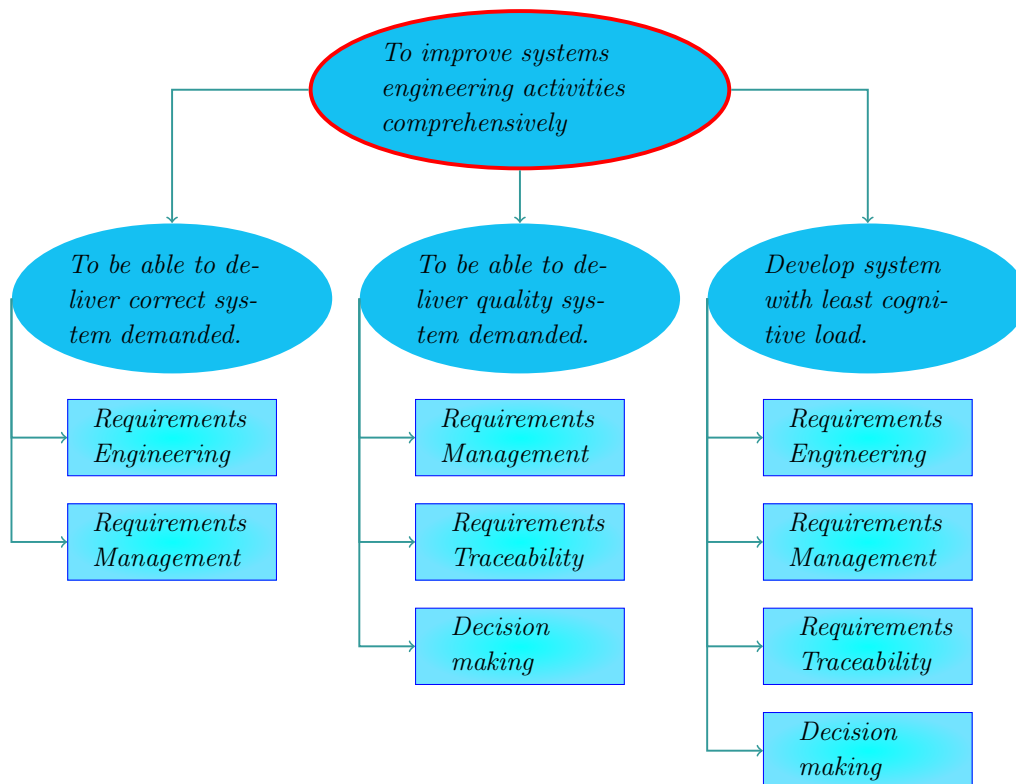 To improve systems
engineering activities
comprehensively
To be able to de-
liver correct sys-
tem demanded.
To be able to de-
liver quality sys-
tem demanded.
Develop system
with least cogni-
tive load.
Requirements
Engineering
Requirements
Management
Requirements
Management
Requirements
Traceability
Decision
making
Requirements
Engineering
Requirements
Management
Requirements
Traceability
Decision
making